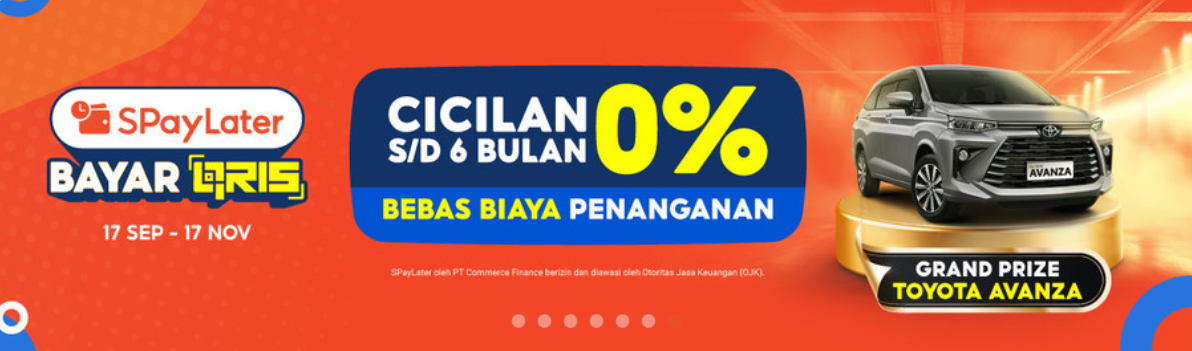 SPayLater
BAYAR QRIS
17 SEP - 17 NOV
CICILAN
S/D 6 BULAN
0%
BEBAS BIAYA PENANGANAN
SPayLater oleh PT Commerce Finance berizin dan diawasi oleh Otoritas Jasa Keuangan (OJK).
AVANZA
GRAND PRIZE
TOYOTA AVANZA